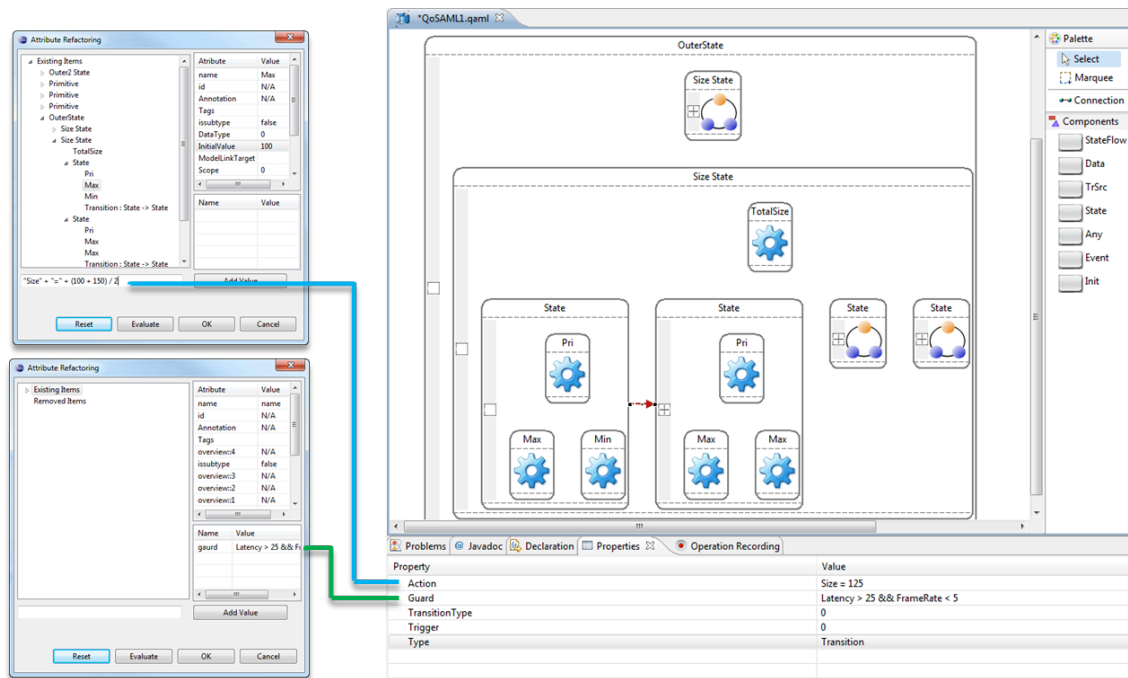 Attribute Refactoring
Existing Items
Outer2 State
Primitive
Primitive
Primitive
OuterState
Size State
Size State
TotalSize
State
Pri
Max
Min
Transition : State -> State
State
Pri
Max
Max
Transition : State -> State
Atribute Value
name Max
id N/A
Annotation N/A
Tags
issubtype false
DataType 0
InitialValue 100
ModelLinkTarget
Scope 0
Name Value
"Size" + "=" + (100 + 150) / 2
Add Value
Reset Evaluate OK Cancel
Attribute Refactoring
Existing Items
Removed Items
Atribute Value
name name
id N/A
Annotation N/A
Tags
overview::4 N/A
issubtype false
overview::3 N/A
overview::2 N/A
overview::1 N/A
Name Value
gaurd Latency > 25 && Fr
Add Value
Reset Evaluate OK Cancel
*QoSAML1.qaml
OuterState
Size State
Size State
TotalSize
State State State State
Pri Pri
Max Min Max Max
Palette
Select
Marquee
Connection
Components
StateFlow
Data
TrSrc
State
Any
Event
Init
Problems @ Javadoc Declaration Properties Operation Recording
Property Value
Action Size = 125
Guard Latency > 25 && FrameRate < 5
TransitionType 0
Trigger 0
Type Transition